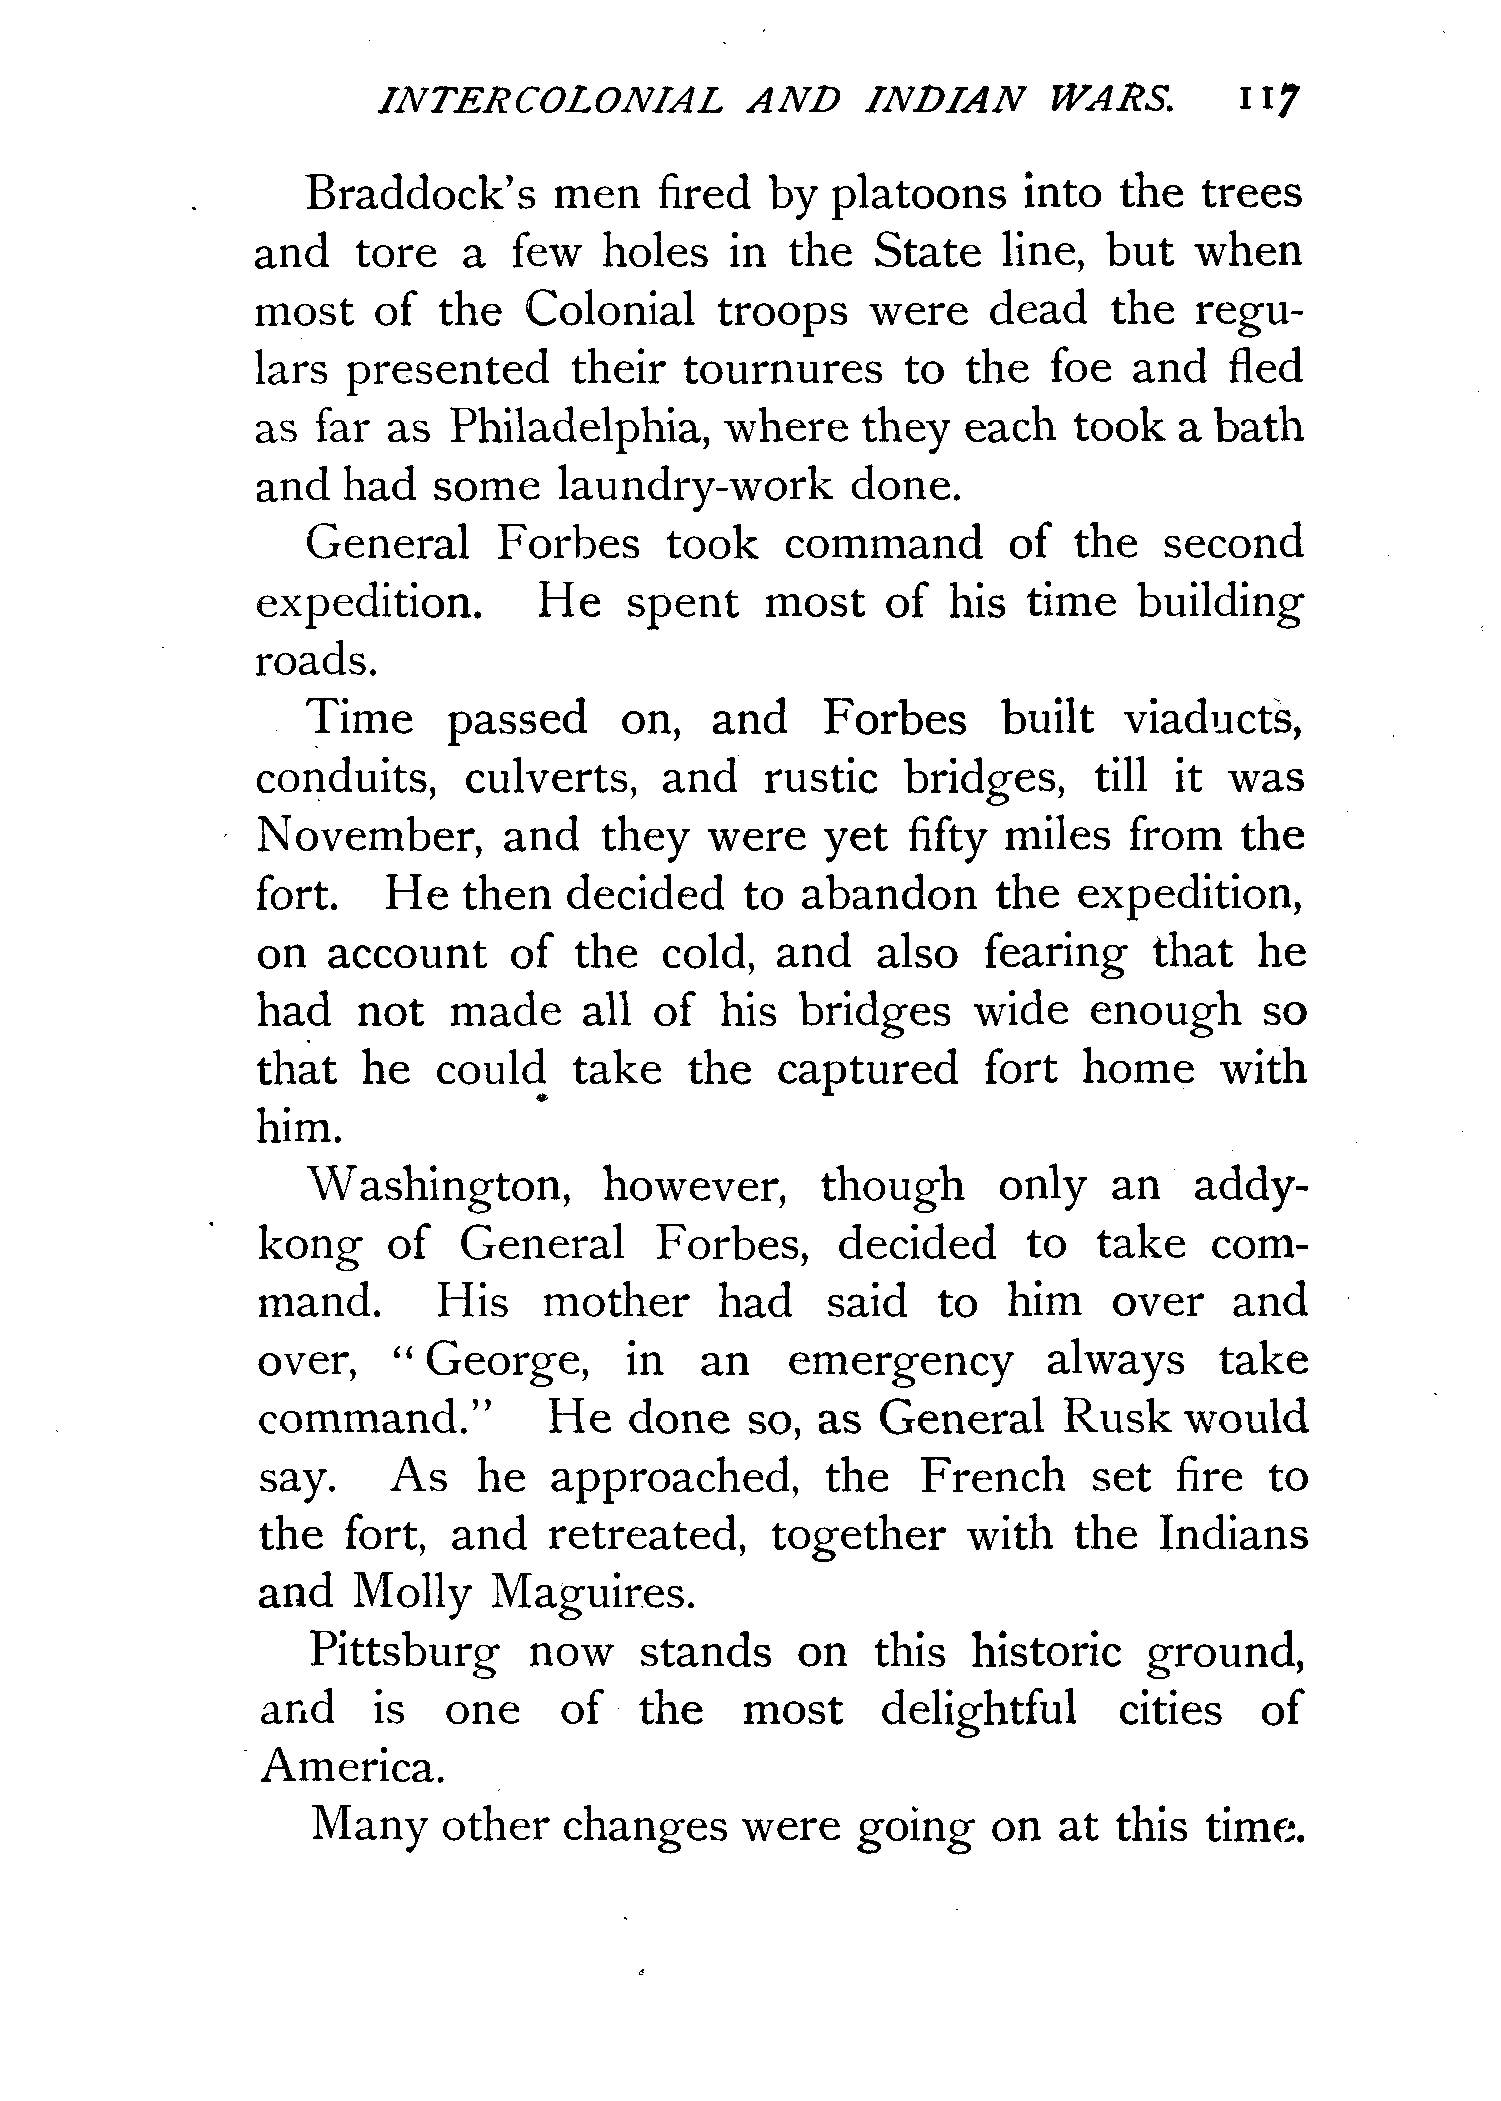 INTERCOLONIAL AND INDIAN WARS. 117
Braddock's men fired by platoons into the trees
and tore a few holes in the State line, but when
most of the Colonial troops were dead the regu-
lars presented their tournures to the foe and fled
as far as Philadelphia, where they each took a bath
and had some laundry-work done.
General Forbes took command of the second
expedition. He spent most of his time building
roads.
Time passed on, and Forbes built viaducts,
conduits, culverts, and rustic bridges, till it was
November, and they were yet fifty miles from the
fort. He then decided to abandon the expedition,
on account of the cold, and also fearing that he
had not made all of his bridges wide enough so
that he could take the captured fort home with
him.
Washington, however, though only an addy-
kong of General Forbes, decided to take com-
mand. His mother had said to him over and
over, "George, in an emergency always take
command." He done so, as General Rusk would
say. As he approached, the French set fire to
the fort, and retreated, together with the Indians
and Molly Maguires.
Pittsburg now stands on this historic ground,
and is one of the most delightful cities of
America.
Many other changes were going on at this time.